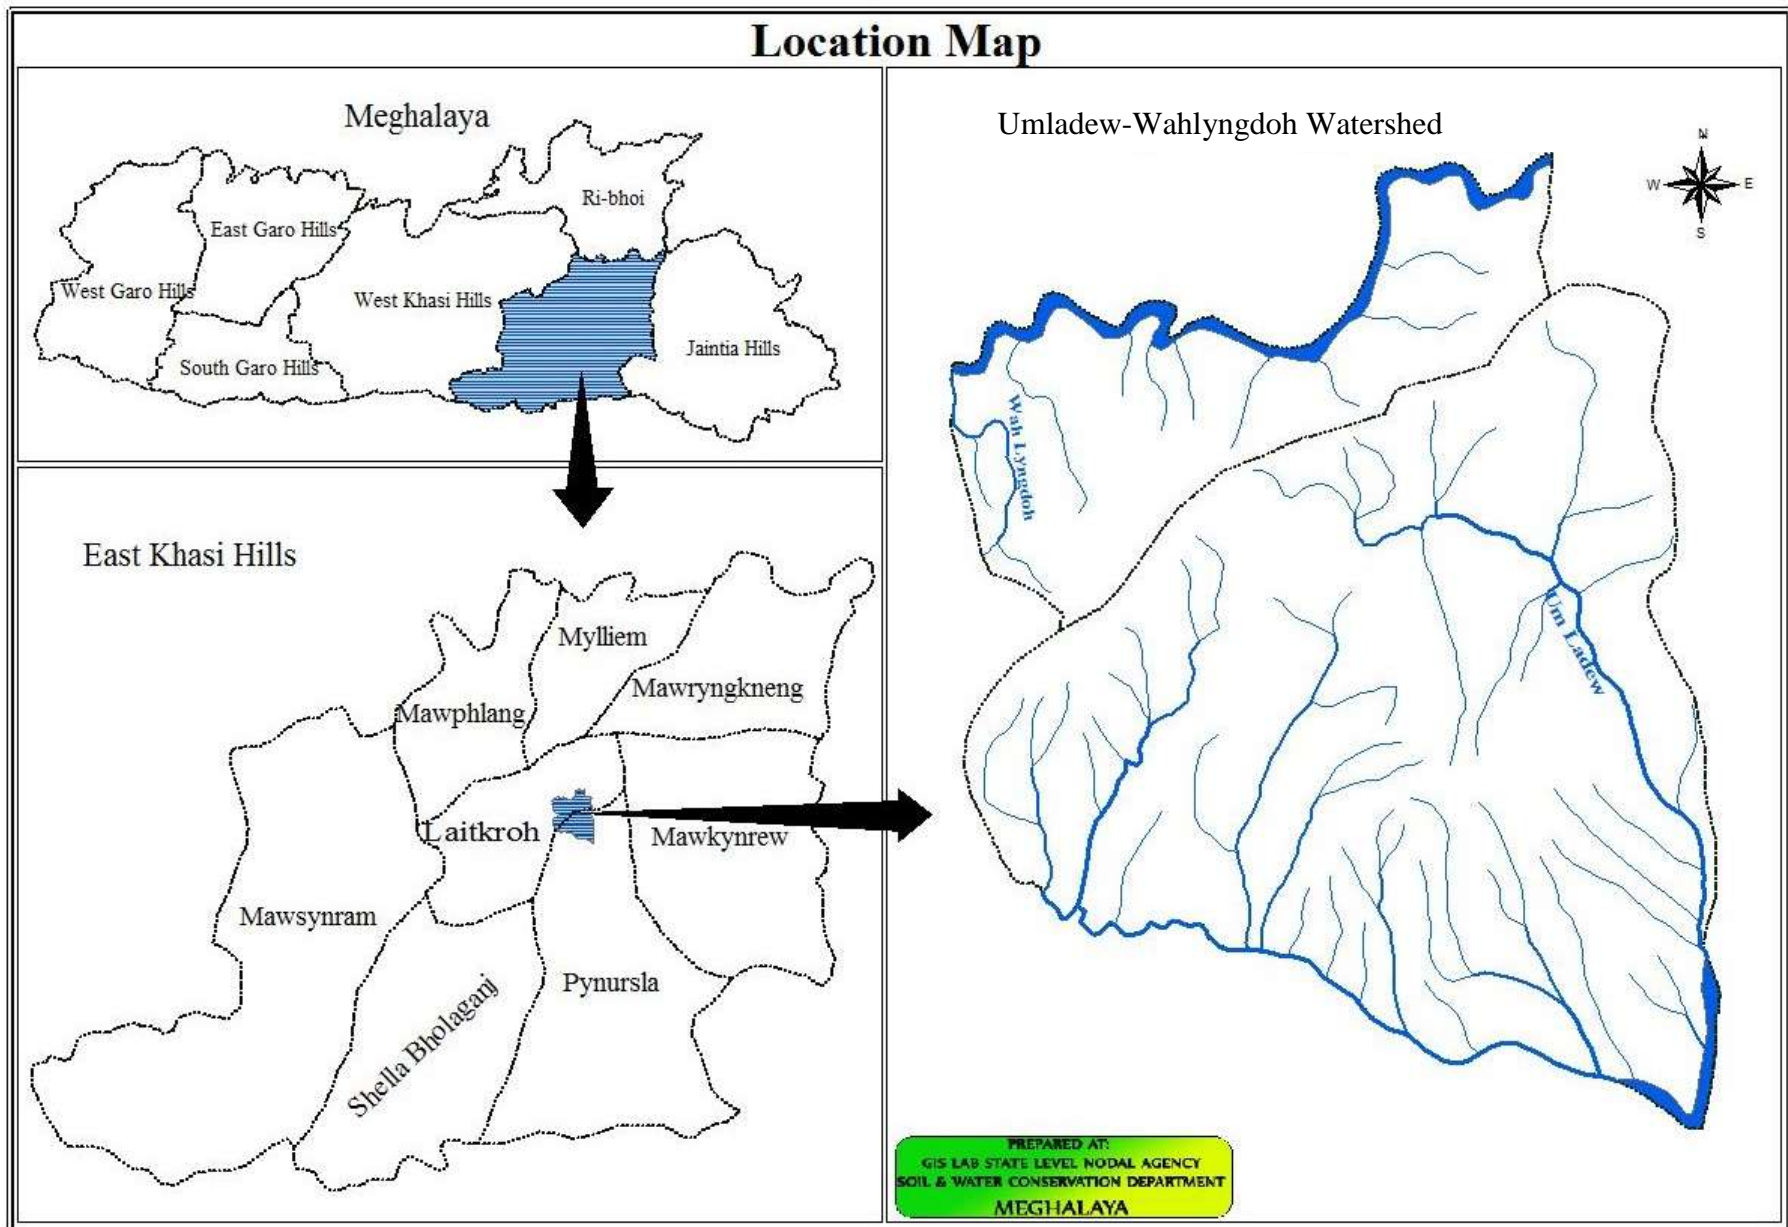 Location Map
Meghalaya
Ri-bhoi
East Garo Hills
West Garo Hills
West Khasi Hills
South Garo Hills
Jaintia Hills
East Khasi Hills
Mylliem
Mawryngkneng
Mawphlang
Laitkroh
Mawkynrew
Mawsynram
Pynursla
Shella Bholaganj
Umladew-Wahlyngdoh Watershed
N
W E
S
Wah Lyngdoh
Um Ladew
PREPARED AT:
GIS LAB STATE LEVEL NODAL AGENCY
SOIL & WATER CONSERVATION DEPARTMENT
MEGHALAYA